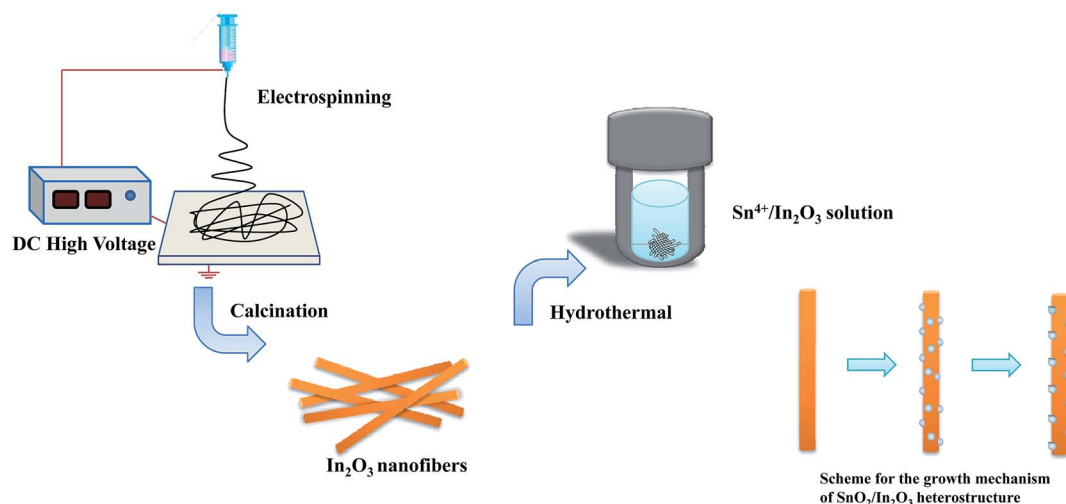 Electrospinning
DC High Voltage
Calcination
In₂O₃ nanofibers
Hydrothermal
Sn⁴⁺/In₂O₃ solution
Scheme for the growth mechanism
of SnO₂/In₂O₃ heterostructure